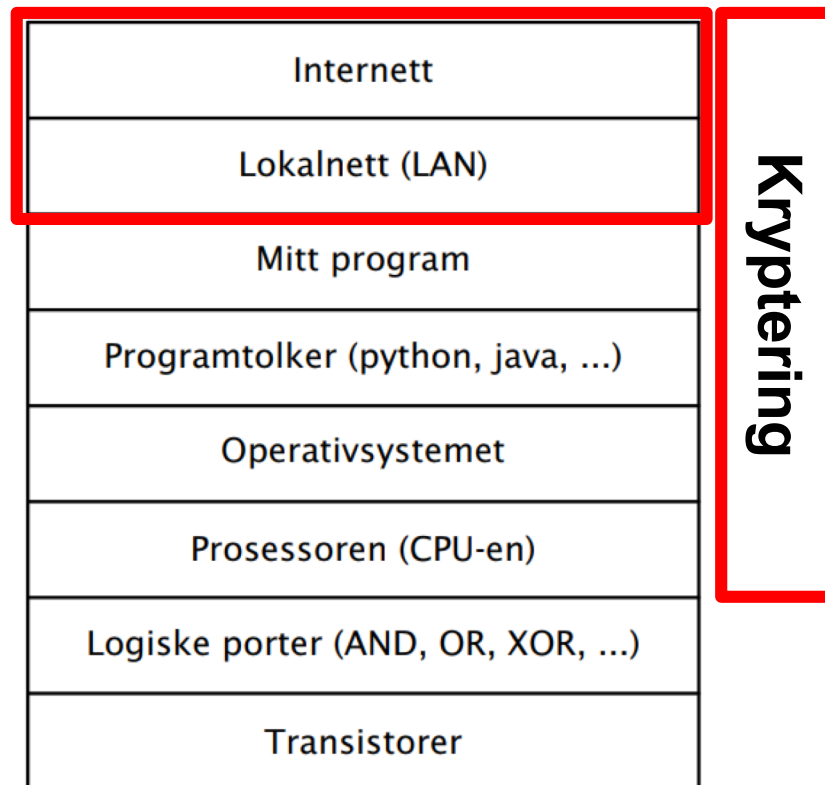 Internett
Lokalnett (LAN)
Mitt program
Programtolker (python, java, ...)
Operativsystemet
Prosessoren (CPU-en)
Logiske porter (AND, OR, XOR, ...)
Transistorer
Kryptering